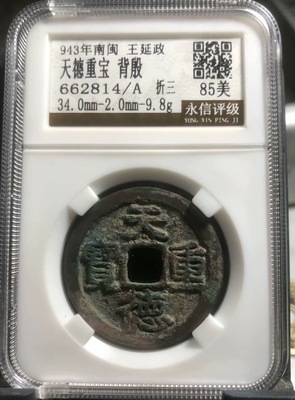 943年南闽 王延政
天德重宝 背殷
662814/A 折三 85美
34.0mm-2.0mm-9.8g 永信评级
YONG XIN PING JI
天
寶 重
德